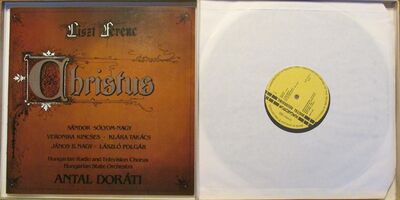 Liszt Ferenc
Christus
SÁNDOR SÓLYOM-NAGY
VERONIKA KINCSES - KLÁRA TAKÁCS
JÁNOS B. NAGY - LÁSZLÓ POLGÁR
Hungarian Radio and Television Chorus
Hungarian State Orchestra
ANTAL DORÁTI